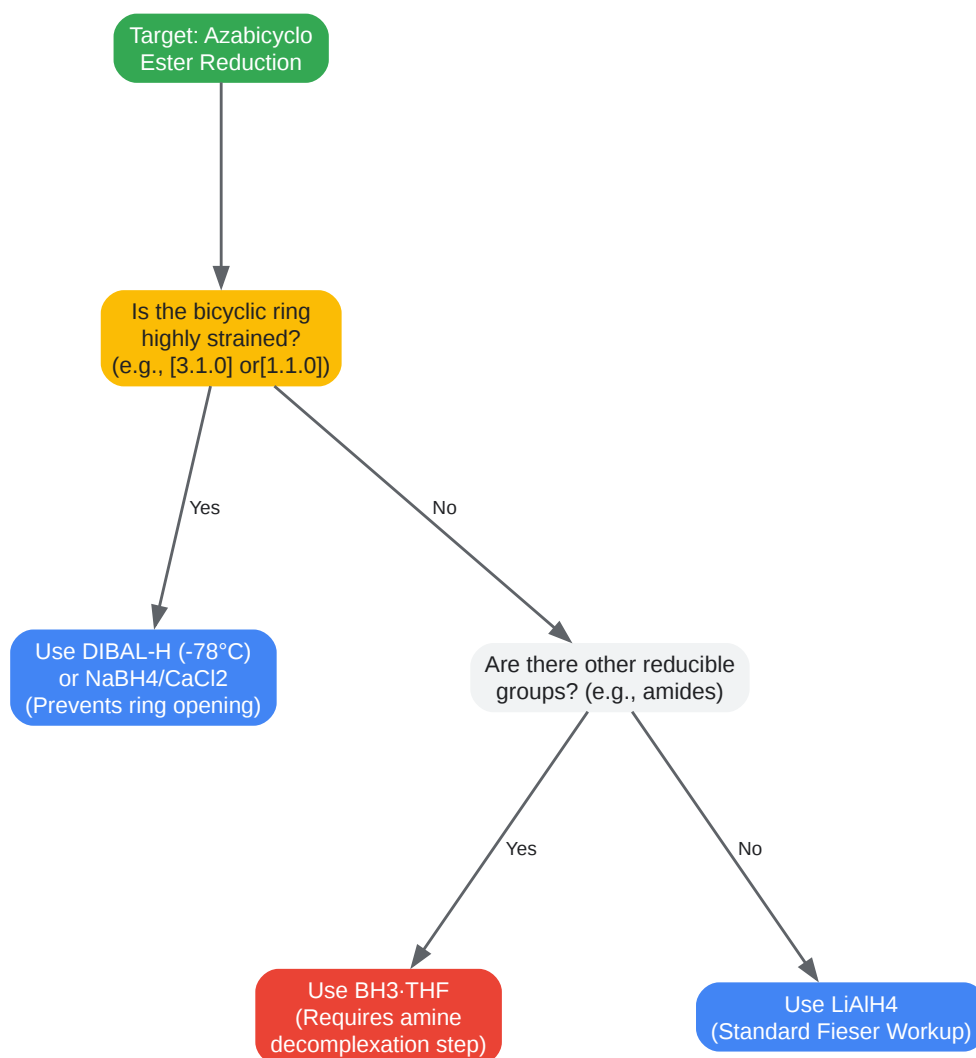 Target: Azabicyclo
Ester Reduction
Is the bicyclic ring
highly strained?
(e.g., [3.1.0] or[1.1.0])
Yes
No
Use DIBAL-H (-78°C)
or NaBH4/CaCl2
(Prevents ring opening)
Are there other reducible
groups? (e.g., amides)
Yes
No
Use BH3·THF
(Requires amine
decomplexation step)
Use LiAlH4
(Standard Fieser Workup)